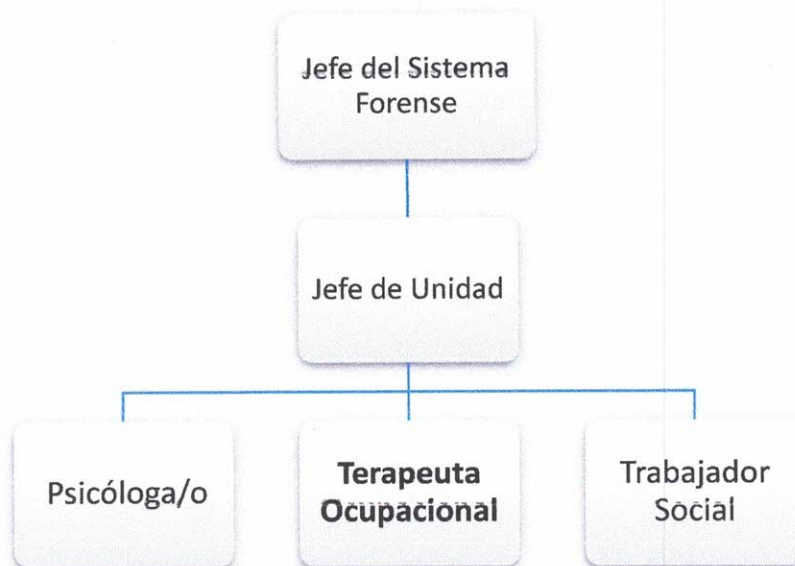 Jefe del Sistema
Forense
Jefe de Unidad
Psicóloga/o
Terapeuta
Ocupacional
Trabajador
Social